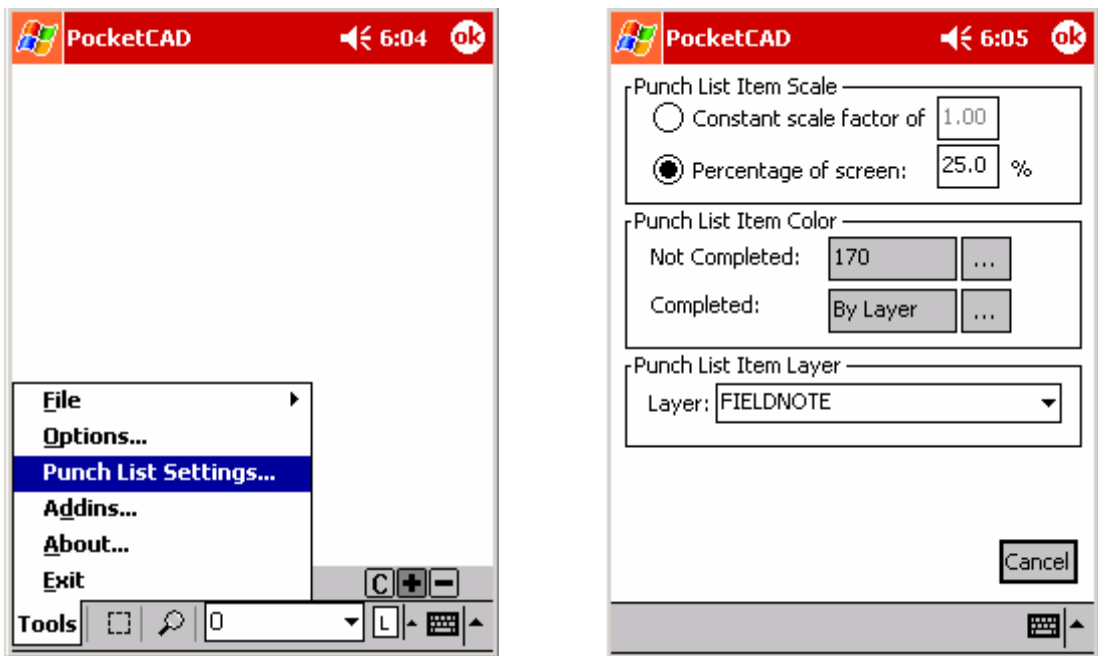 PocketCAD 6:04 ok
File
Options...
Punch List Settings...
Addins...
About...
Exit
C + -
Tools 0 L
PocketCAD 6:05 ok
Punch List Item Scale
Constant scale factor of 1.00
Percentage of screen: 25.0 %
Punch List Item Color
Not Completed: 170 ...
Completed: By Layer ...
Punch List Item Layer
Layer: FIELDNOTE
Cancel